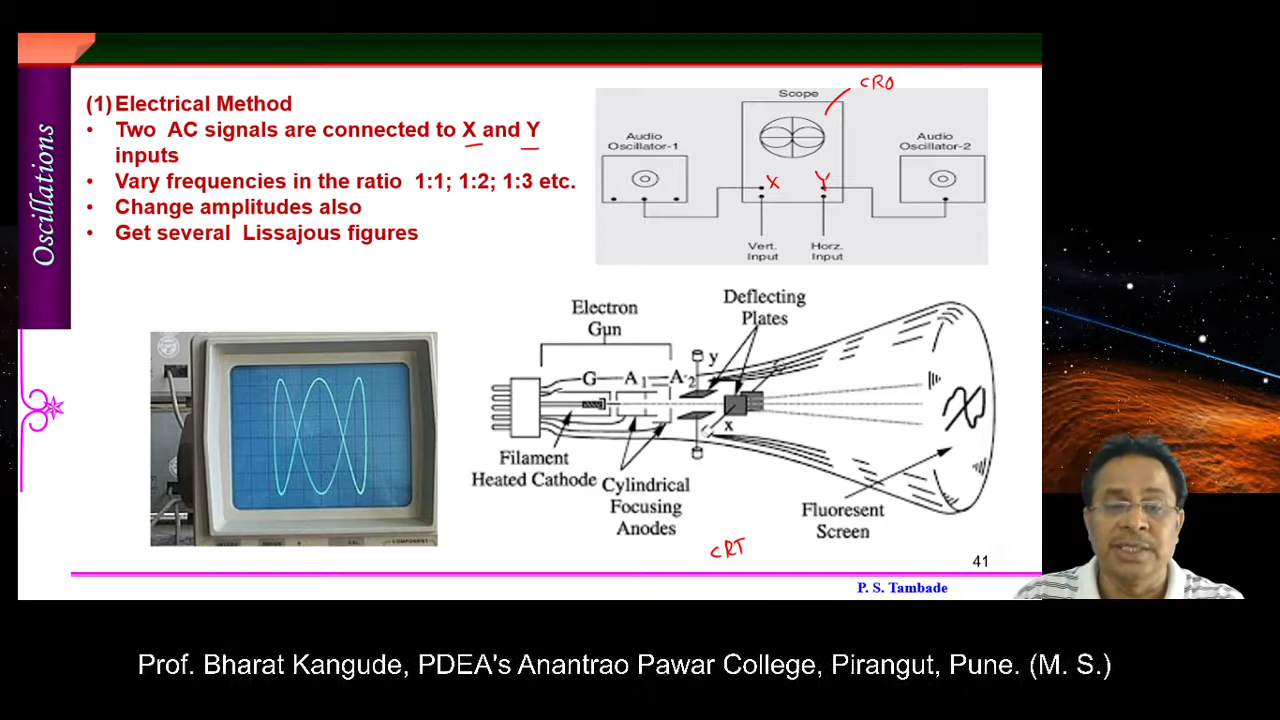 Oscillations
(1) Electrical Method
• Two AC signals are connected to X and Y
inputs
• Vary frequencies in the ratio 1:1; 1:2; 1:3 etc.
• Change amplitudes also
• Get several Lissajous figures
CRO
Scope
Audio
Oscillator-1
Audio
Oscillator-2
X
Y
Vert.
Input
Horz.
Input
Electron
Gun
Deflecting
Plates
G A1 A2
y
x
Filament
Heated Cathode
Cylindrical
Focusing
Anodes
Fluoresent
Screen
CRT
COMPONENT
41
P. S. Tambade
Prof. Bharat Kangude, PDEA's Anantrao Pawar College, Pirangut, Pune. (M. S.)